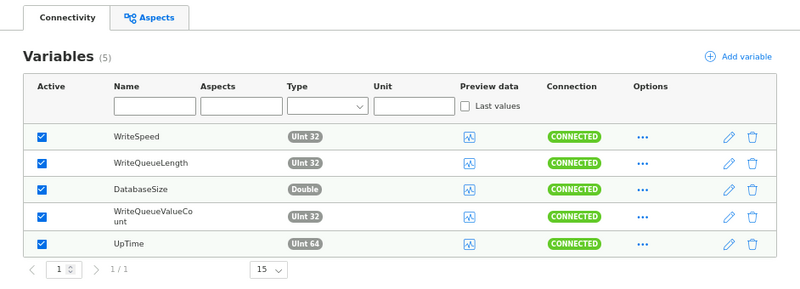 Connectivity
Aspects
Variables (5)
Add variable
Active Name Aspects Type Unit Preview data Connection Options
Last values
WriteSpeed UInt 32 CONNECTED
WriteQueueLength UInt 32 CONNECTED
DatabaseSize Double CONNECTED
WriteQueueValueCo
unt UInt 32 CONNECTED
UpTime UInt 64 CONNECTED
1 1 / 1 15